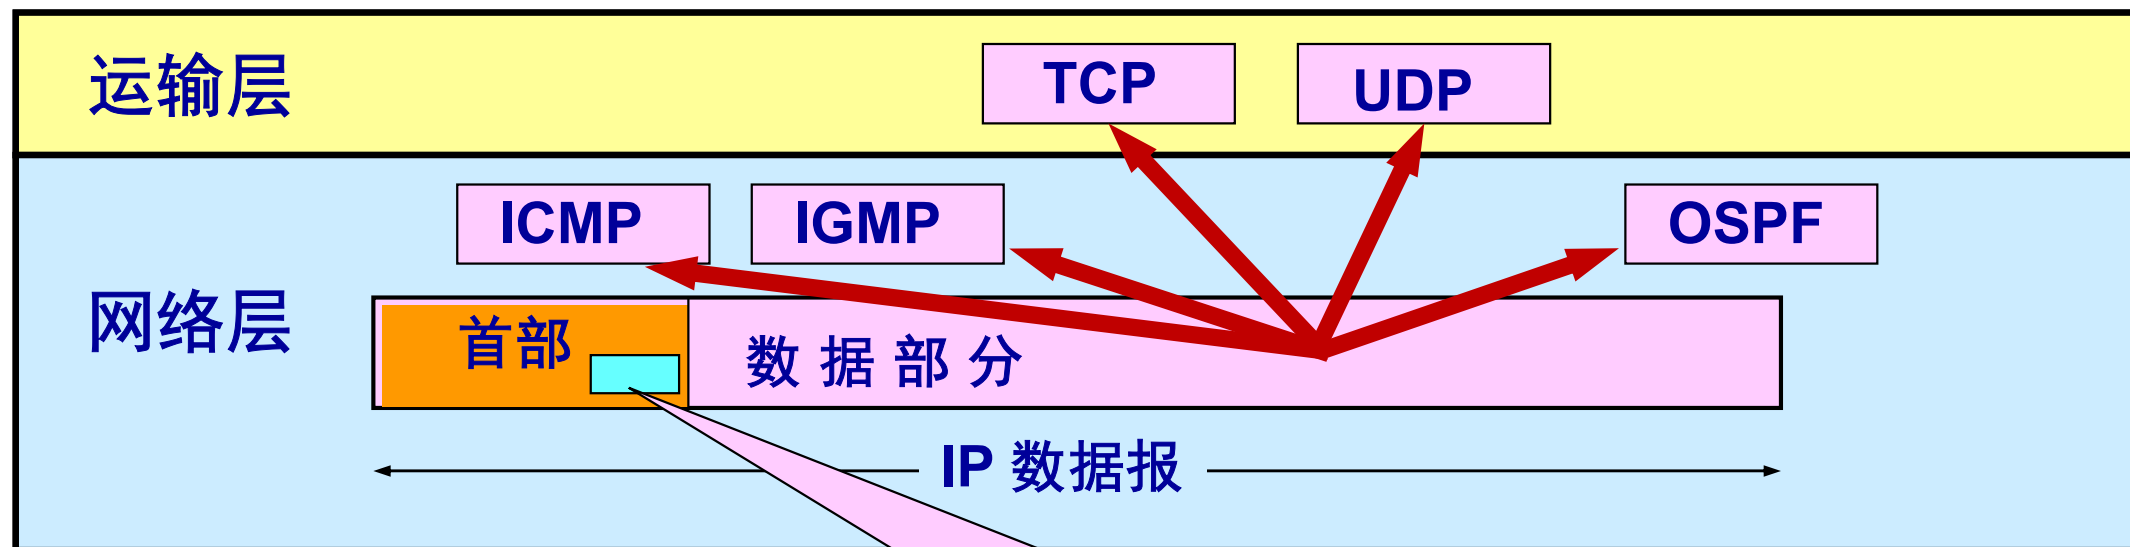 运输层
TCP
UDP
ICMP
IGMP
OSPF
网络层
首部
数据部分
IP 数据报